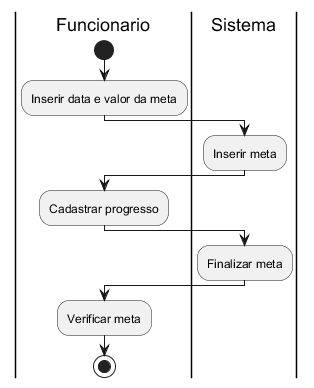 Funcionario
Sistema
Inserir data e valor da meta
Inserir meta
Cadastrar progresso
Finalizar meta
Verificar meta